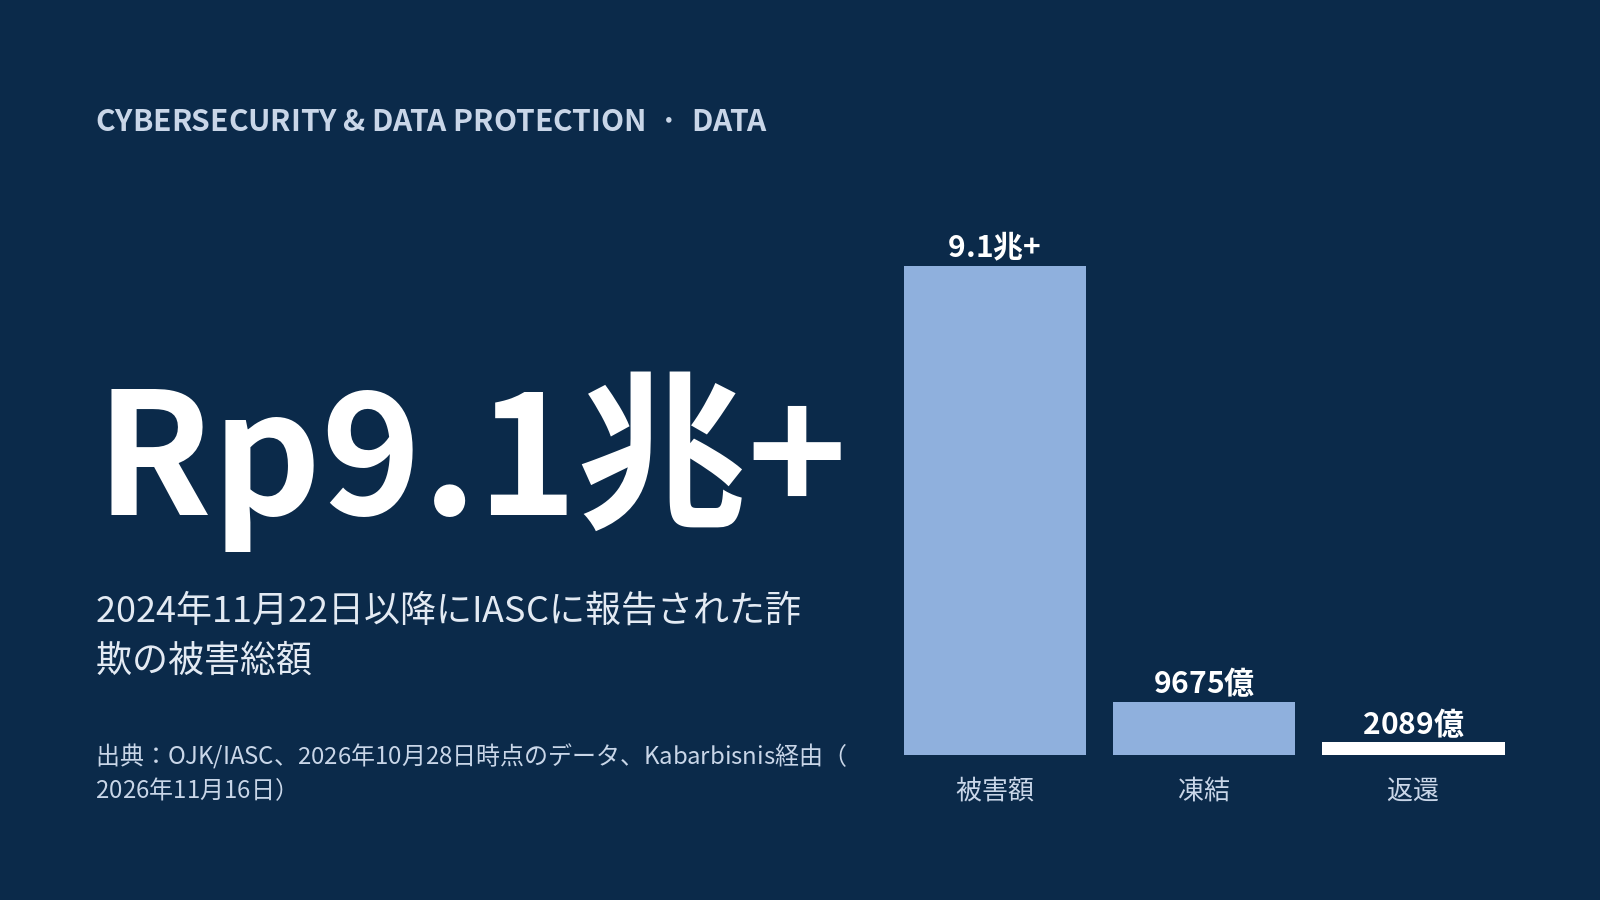 CYBERSECURITY & DATA PROTECTION · DATA
Rp9.1兆+
2024年11月22日以降にIASCに報告された詐
欺の被害総額
出典：OJK/IASC、2026年10月28日時点のデータ、Kabarbisnis経由（
2026年11月16日）
9.1兆+
9675億
2089億
被害額
凍結
返還